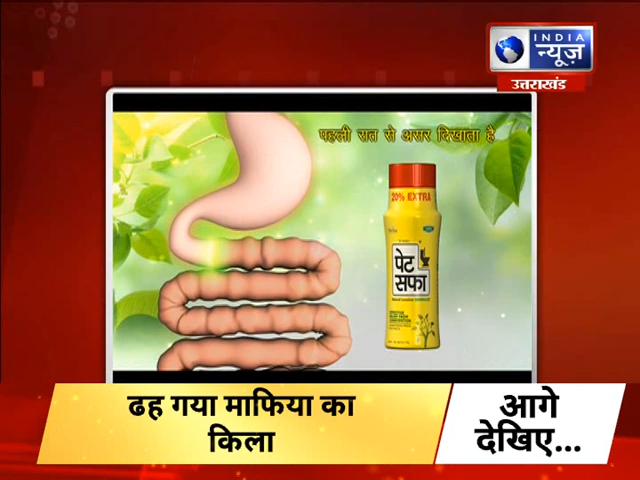 INDIA
न्यूज़
उत्तराखंड
पहली रात से असर दिखाता है
20% EXTRA
पेट
सफा
ढह गया माफिया का
किला
आगे
देखिए...